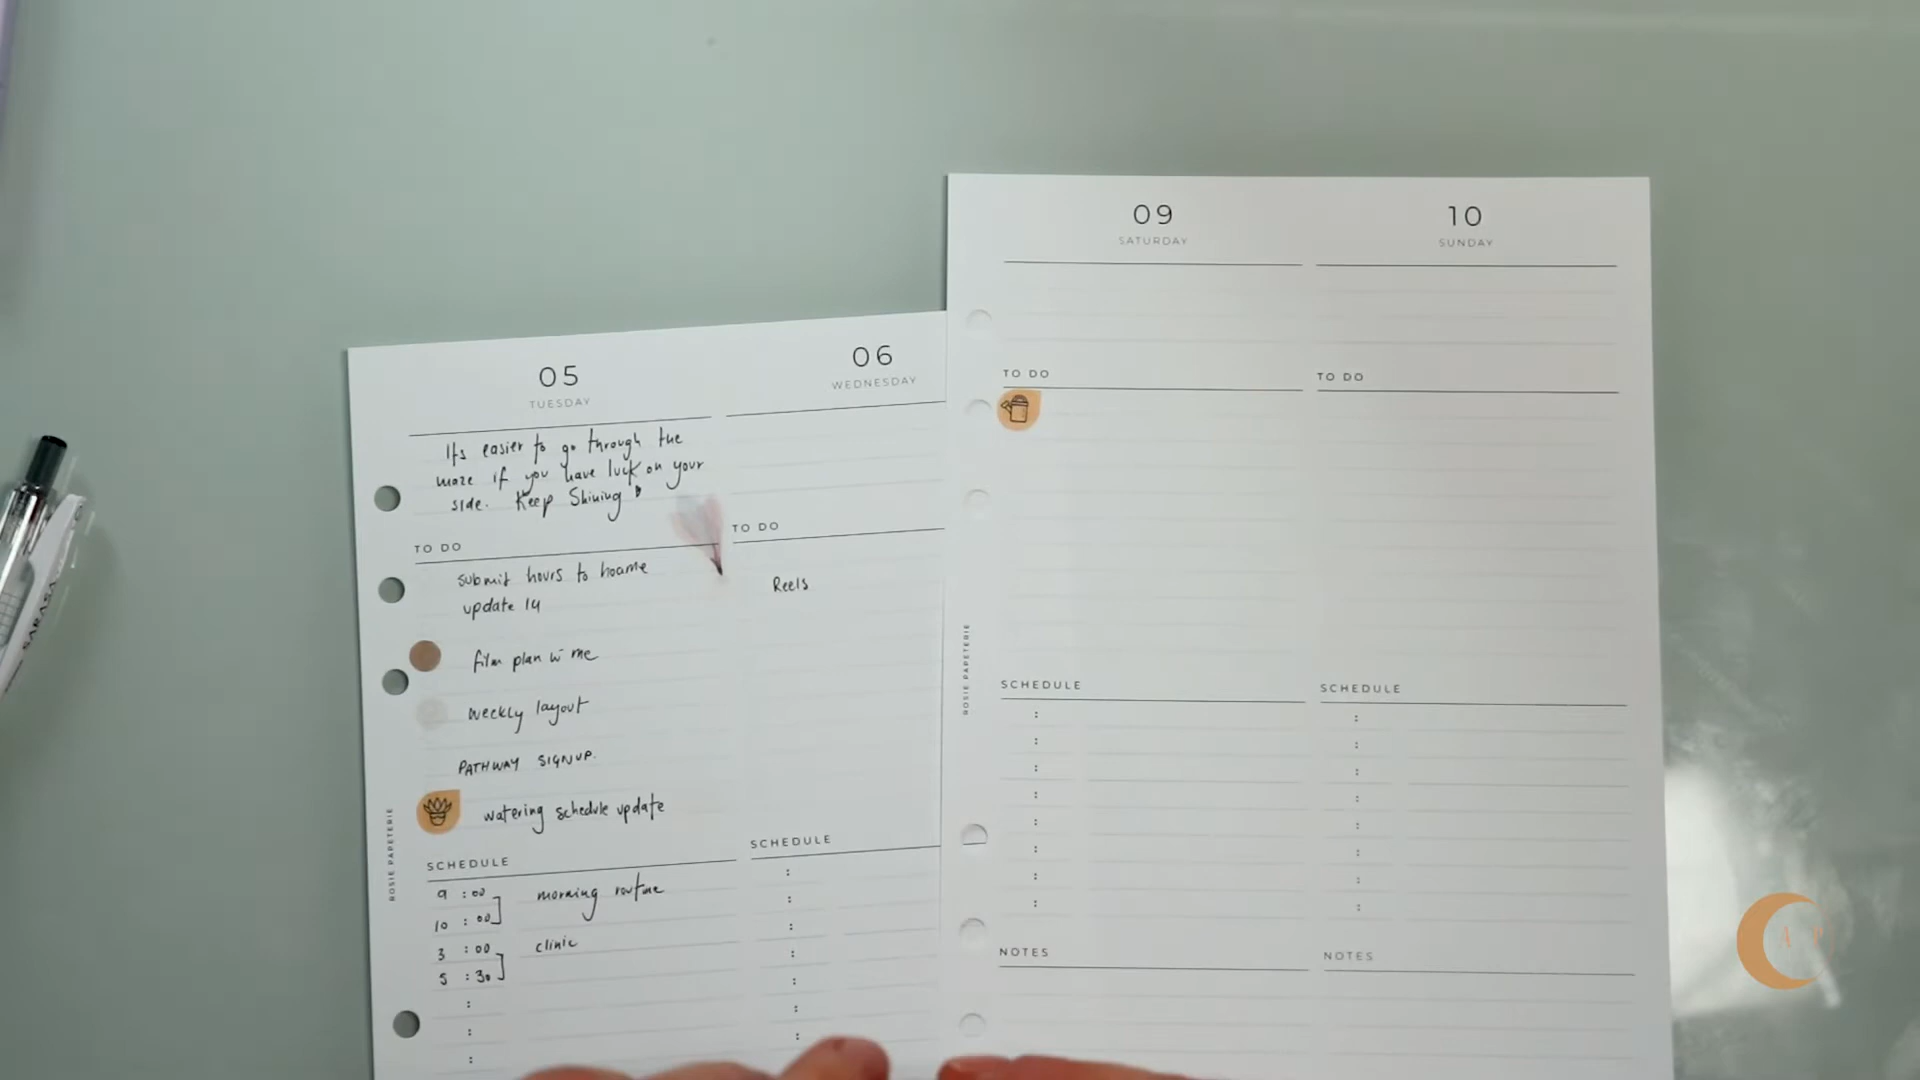 05
TUESDAY
It's easier to go through the
maze if you have luck on your
side. Keep Shining
TO DO
submit hours to hoame
update 14
film plan w me
weekly layout
PATHWAY SIGNUP.
watering schedule update
SCHEDULE
9 : 00 morning routine
10 : 00
3 : 00 clinic
5 : 30
ROSIE PAPETERIE
06
WEDNESDAY
TO DO
Reels
SCHEDULE
09
SATURDAY
TO DO
SCHEDULE
NOTES
ROSIE PAPETERIE
10
SUNDAY
TO DO
SCHEDULE
NOTES
SARASA